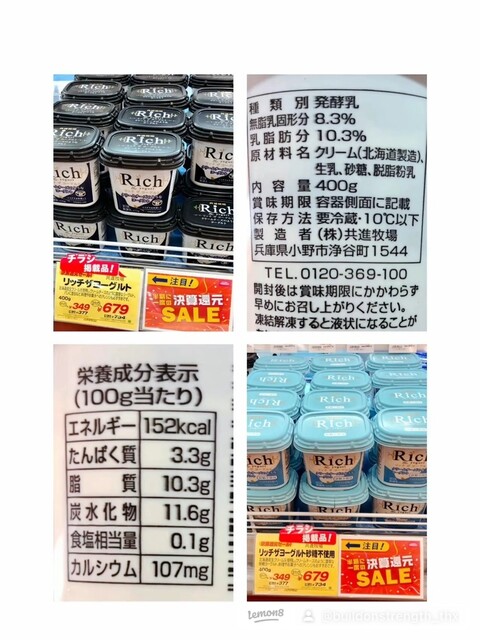 Rich
Rich
チラシ
掲載品!
リッチザヨーグルト
400g
349
377
679
734
注目!
決算還元
SALE
種類別 発酵乳
無脂乳固形分 8.3%
乳脂肪分 10.3%
原材料名 クリーム(北海道製造)、
生乳、砂糖、脱脂粉乳
内容量 400g
賞味期限 容器側面に記載
保存方法 要冷蔵・10℃以下
製造者 (株)共進牧場
兵庫県小野市浄谷町1544
TEL.0120-369-100
開封後は賞味期限にかかわらず
早めにお召し上がりください。
凍結解凍すると液状になることが
栄養成分表示
(100g当たり)
エネルギー 152kcal
たんぱく質 3.3g
脂質 10.3g
炭水化物 11.6g
食塩相当量 0.1g
カルシウム 107mg
Rich
Rich
チラシ
掲載品!
リッチザヨーグルト砂糖不使用
400g
349
377
679
734
注目!
決算還元
SALE
lemon8